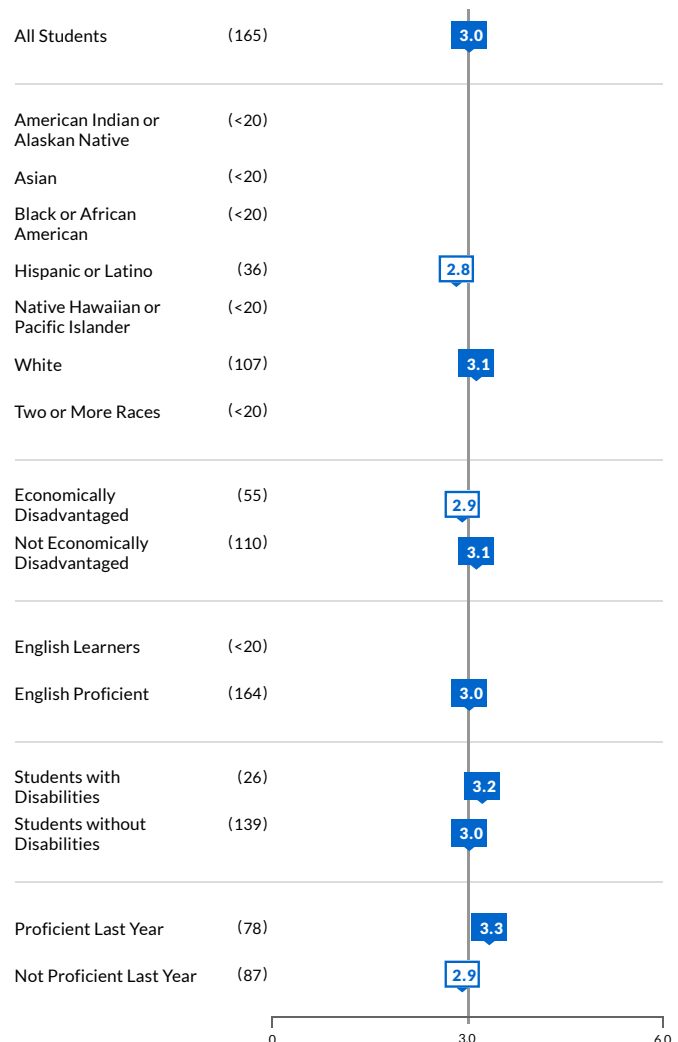 All Students (165) 3.0
American Indian or (<20)
Alaskan Native
Asian (<20)
Black or African (<20)
American
Hispanic or Latino (36) 2.8
Native Hawaiian or (<20)
Pacific Islander
White (107) 3.1
Two or More Races (<20)
Economically (55) 2.9
Disadvantaged
Not Economically (110) 3.1
Disadvantaged
English Learners (<20)
English Proficient (164) 3.0
Students with (26) 3.2
Disabilities
Students without (139) 3.0
Disabilities
Proficient Last Year (78) 3.3
Not Proficient Last Year (87) 2.9
0 3.0 6.0